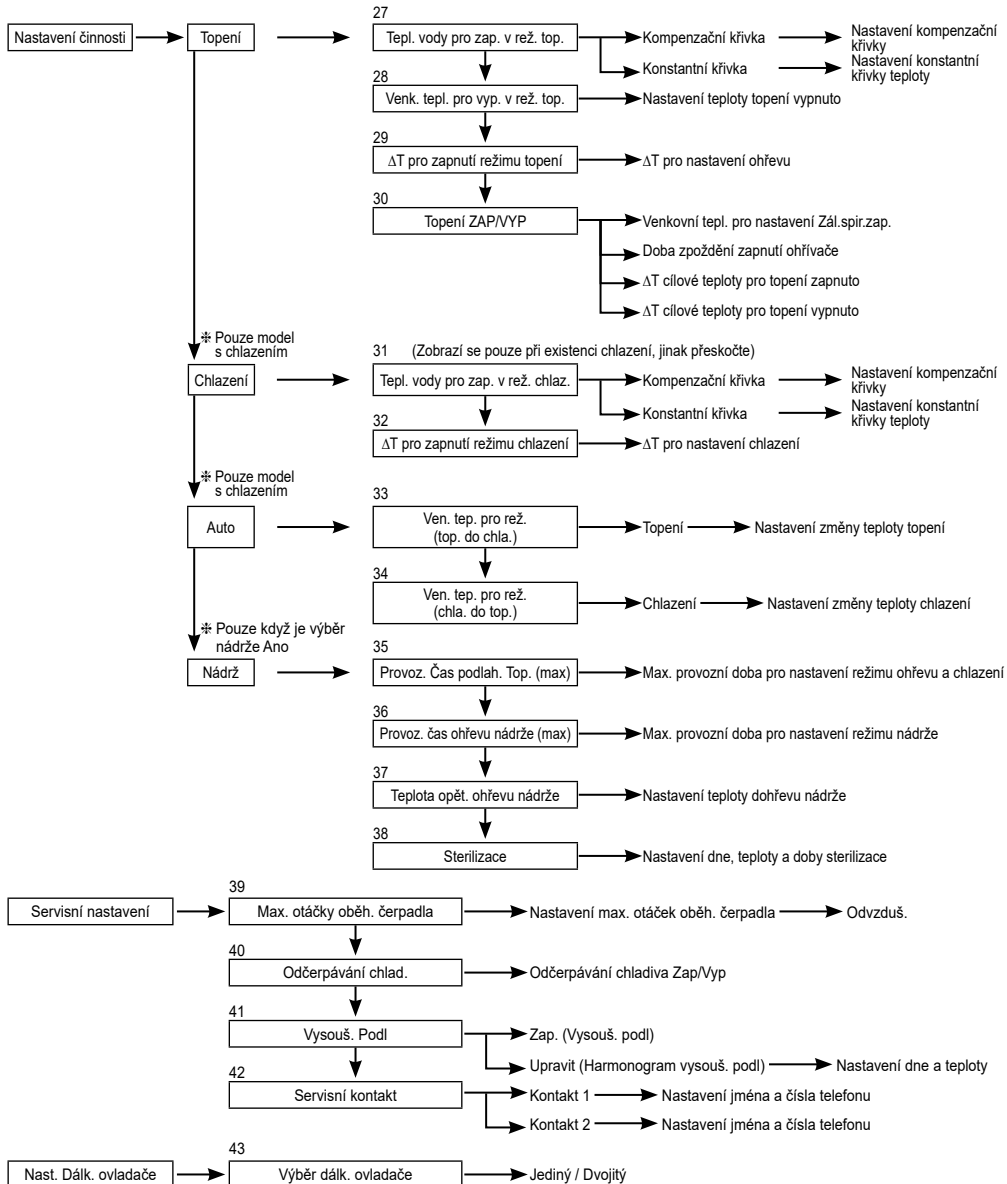 27
Nastavení činnosti
Topení
Tepl. vody pro zap. v rež. top.
Kompenzační křivka
Nastavení kompenzační
křivky
Konstantní křivka
Nastavení konstantní
křivky teploty
28
Venk. tepl. pro vyp. v rež. top.
Nastavení teploty topení vypnuto
29
ΔT pro zapnutí režimu topení
ΔT pro nastavení ohřevu
30
Topení ZAP/VYP
Venkovní tepl. pro nastavení Zál.spir.zap.
Doba zpoždění zapnutí ohřívače
ΔT cílové teploty pro topení zapnuto
ΔT cílové teploty pro topení vypnuto
❈ Pouze model
s chlazením
31 (Zobrazí se pouze při existenci chlazení, jinak přeskočte)
Chlazení
Tepl. vody pro zap. v rež. chlaz.
Kompenzační křivka
Nastavení kompenzační
křivky
Konstantní křivka
Nastavení konstantní
křivky teploty
32
ΔT pro zapnutí režimu chlazení
ΔT pro nastavení chlazení
❈ Pouze model
s chlazením
33
Auto
Ven. tep. pro rež.
(top. do chla.)
Topení
Nastavení změny teploty topení
34
Ven. tep. pro rež.
(chla. do top.)
Chlazení
Nastavení změny teploty chlazení
❈ Pouze když je výběr
nádrže Ano
35
Nádrž
Provoz. Čas podlah. Top. (max)
Max. provozní doba pro nastavení režimu ohřevu a chlazení
36
Provoz. čas ohřevu nádrže (max)
Max. provozní doba pro nastavení režimu nádrže
37
Teplota opět. ohřevu nádrže
Nastavení teploty dohřevu nádrže
38
Sterilizace
Nastavení dne, teploty a doby sterilizace
39
Servisní nastavení
Max. otáčky oběh. čerpadla
Nastavení max. otáček oběh. čerpadla
Odvzduš.
40
Odčerpávání chlad.
Odčerpávání chladiva Zap/Vyp
41
Vysouš. Podl
Zap. (Vysouš. podl)
Upravit (Harmonogram vysouš. podl)
Nastavení dne a teploty
42
Servisní kontakt
Kontakt 1
Nastavení jména a čísla telefonu
Kontakt 2
Nastavení jména a čísla telefonu
43
Nast. Dálk. ovladače
Výběr dálk. ovladače
Jediný / Dvojitý